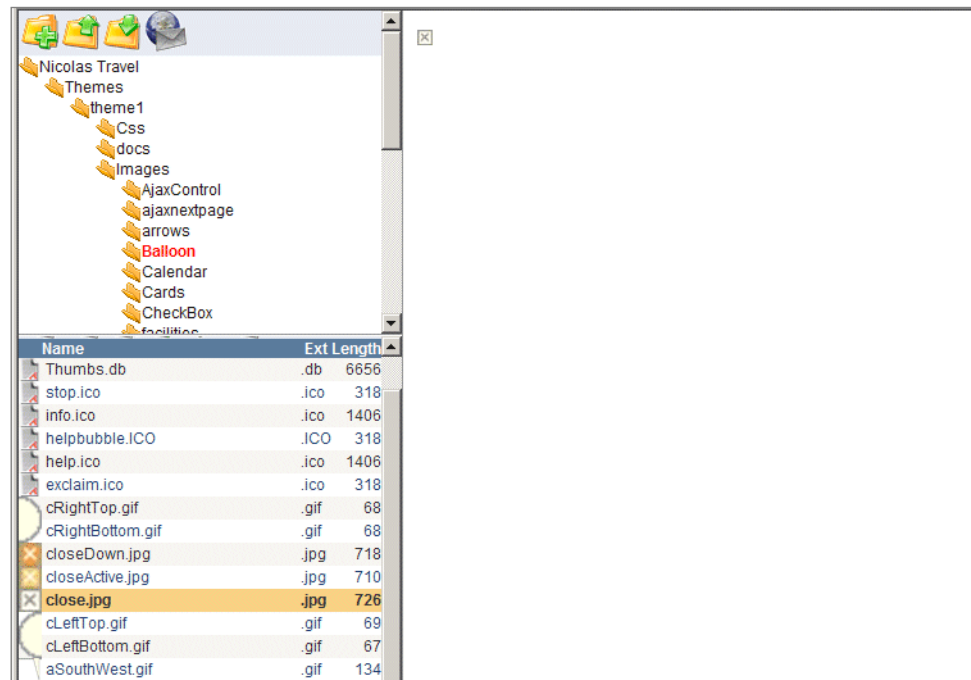 Nicolas Travel
Themes
theme1
Css
docs
Images
AjaxControl
ajaxnextpage
arrows
Balloon
Calendar
Cards
CheckBox
facilities
Name Ext Length
Thumbs.db .db 6656
stop.ico .ico 318
info.ico .ico 1406
helpbubble.ICO .ICO 318
help.ico .ico 1406
exclaim.ico .ico 318
cRightTop.gif .gif 68
cRightBottom.gif .gif 68
closeDown.jpg .jpg 718
closeActive.jpg .jpg 710
close.jpg .jpg 726
cLeftTop.gif .gif 69
cLeftBottom.gif .gif 67
aSouthWest.gif .gif 134